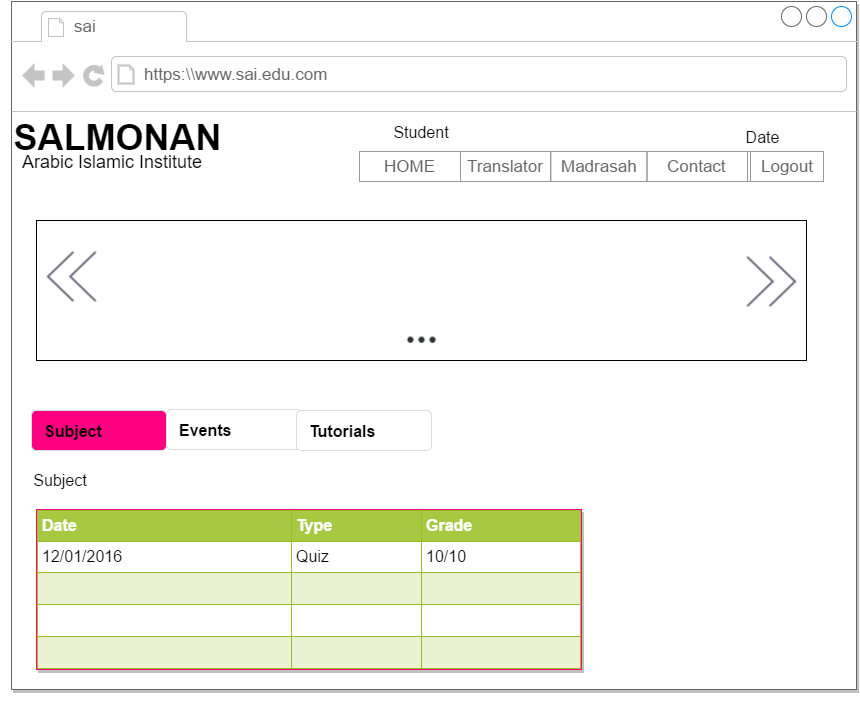 sai
https:\\www.sai.edu.com
SALMONAN
Arabic Islamic Institute
Student
Date
HOME Translator Madrasah Contact Logout
Subject Events Tutorials
Subject
Date Type Grade
12/01/2016 Quiz 10/10